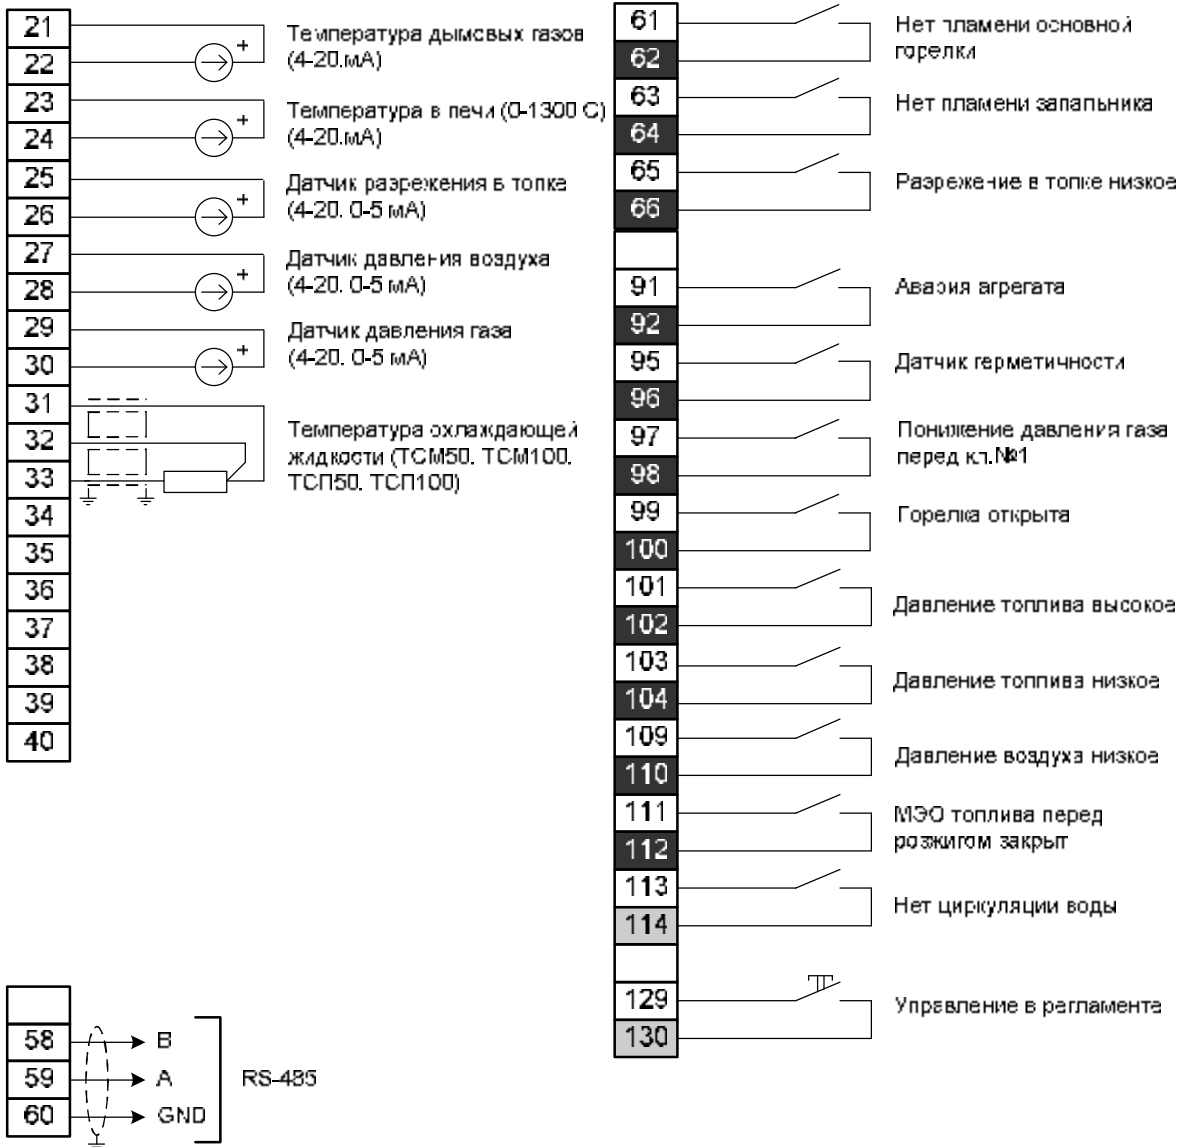 21
22
Температура дымовых газов
(4-20.мА)
23
24
Температура в печи (0-1300 С)
(4-20.мА)
25
26
Датчик разрежения в топке
(4-20. 0-5 мА)
27
28
Датчик давления воздуха
(4-20. 0-5 мА)
29
30
Датчик давления газа
(4-20. 0-5 мА)
31
32
33
Температура охлаждающей
жидкости (ТСМ50. ТСМ100.
ТСП50. ТСП100)
34
35
36
37
38
39
40
58 B
59 A
60 GND
RS-485
61
62
Нет пламени основной
горелки
63
64
Нет пламени запальника
65
66
Разрежение в топке низкое
91
92
Авария агрегата
95
96
Датчик герметичности
97
98
Понижение давления газа
перед кл.№1
99
100
Горелка открыта
101
102
Давление топлива высокое
103
104
Давление топлива низкое
109
110
Давление воздуха низкое
111
112
МЭО топлива перед
розжигом закрыт
113
114
Нет циркуляции воды
129
130
Управление в регламенте
+
+
+
+
+